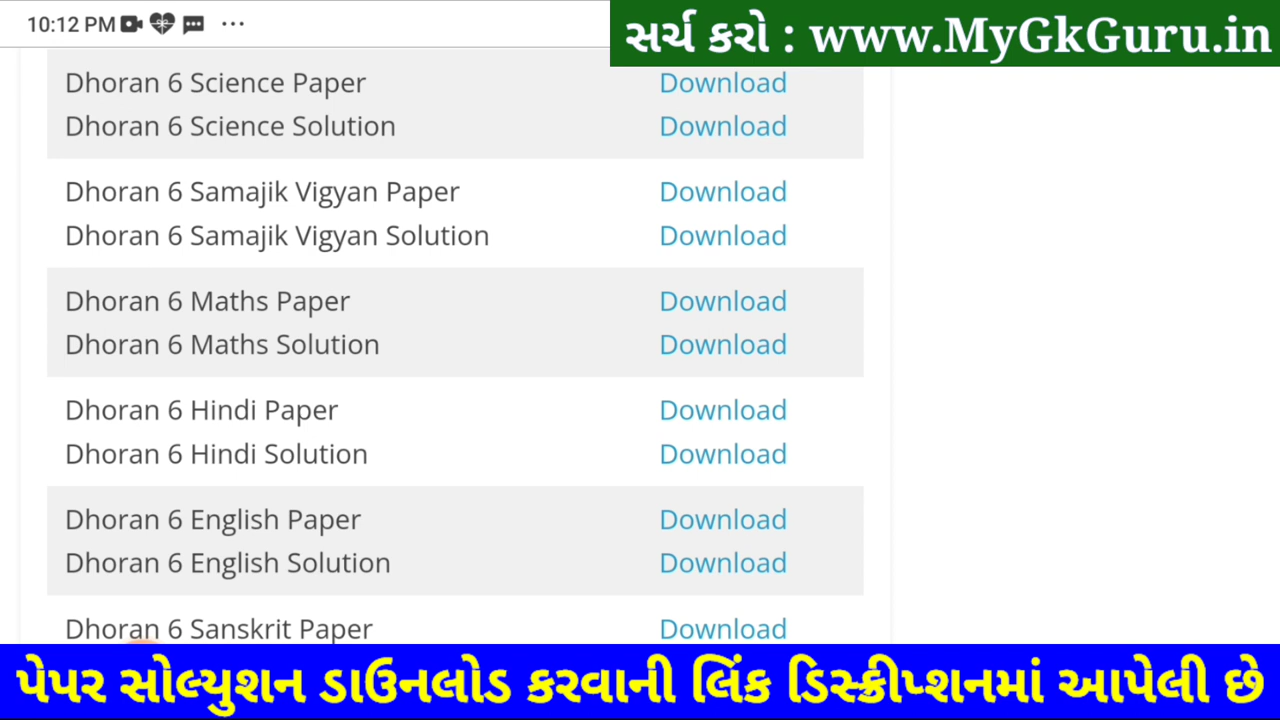 10:12 PM ...
સર્ચ કરો : www.MyGkGuru.in
Dhoran 6 Science Paper Download
Dhoran 6 Science Solution Download
Dhoran 6 Samajik Vigyan Paper Download
Dhoran 6 Samajik Vigyan Solution Download
Dhoran 6 Maths Paper Download
Dhoran 6 Maths Solution Download
Dhoran 6 Hindi Paper Download
Dhoran 6 Hindi Solution Download
Dhoran 6 English Paper Download
Dhoran 6 English Solution Download
Dhoran 6 Sanskrit Paper Download
પેપર સોલ્યુશન ડાઉનલોડ કરવાની લિંક ડિસ્ક્રીપ્શનમાં આપેલી છે